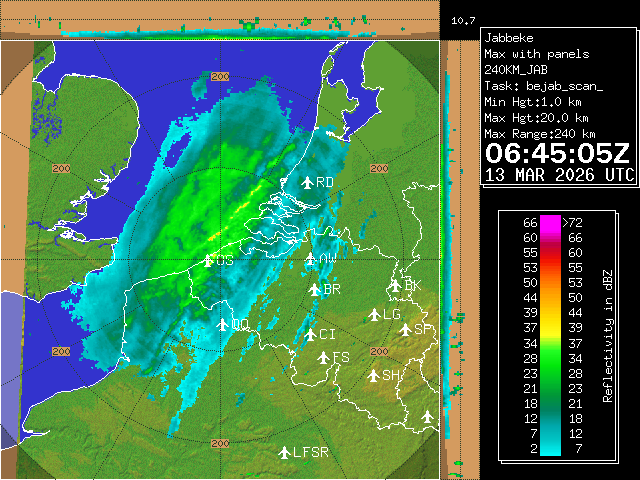 10.7
Jabbeke
Max with panels
240KM_JAB
Task: bejab_scan_
Min Hgt:1.0 km
Max Hgt:20.0 km
Max Range:240 km
06:45:05Z
13 MAR 2026 UTC
200
200
200
RD
OS
AW
BR
BK
LG
QO
CI
SP
200
200
FS
SH
200
LFSR
66 >72
60 66
55 60
53 55
50 53
44 50
39 44
37 39
34 37
28 34
23 28
21 23
18 21
12 18
7 12
2 7
Reflectivity in dBZ